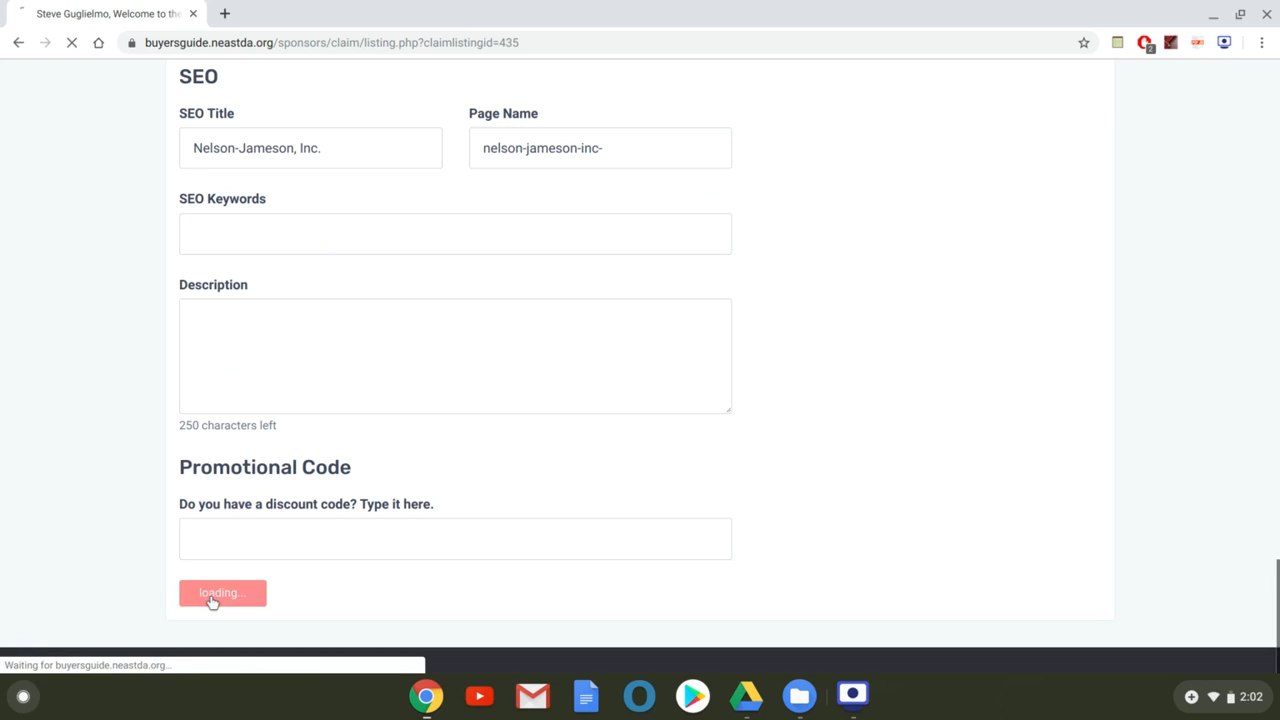 Steve Guglielmo, Welcome to the
buyersguide.neastda.org/sponsors/claim/listing.php?claimlistingid=435
2
SEO
SEO Title
Page Name
Nelson-Jameson, Inc.
nelson-jameson-inc-
SEO Keywords
Description
250 characters left
Promotional Code
Do you have a discount code? Type it here.
loading...
Waiting for buyersguide.neastda.org...
2:02